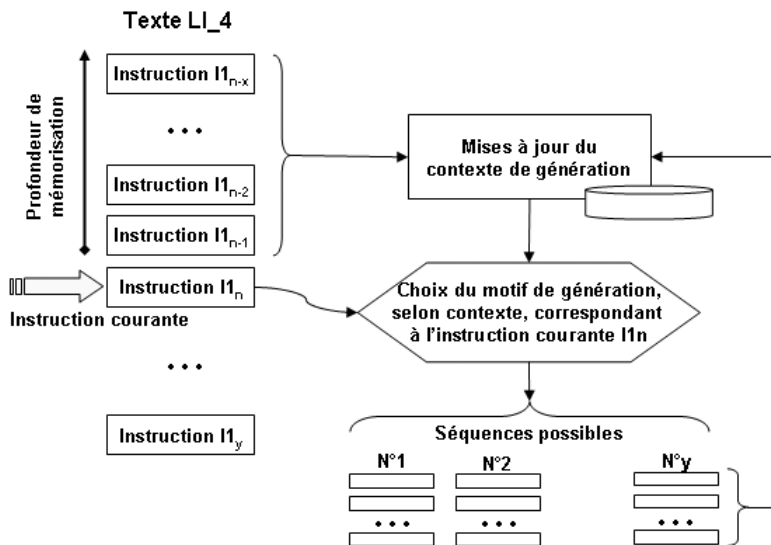 Texte LI_4
Profondeur de
mémorisation
Instruction I1n-x
• • •
Instruction I1n-2
Instruction I1n-1
Instruction I1n
Instruction courante
• • •
Instruction I1y
Mises à jour du
contexte de génération
Choix du motif de génération,
selon contexte, correspondant
à l'instruction courante I1n
Séquences possibles
N°1 N°2 N°y
• • • • • • • • •